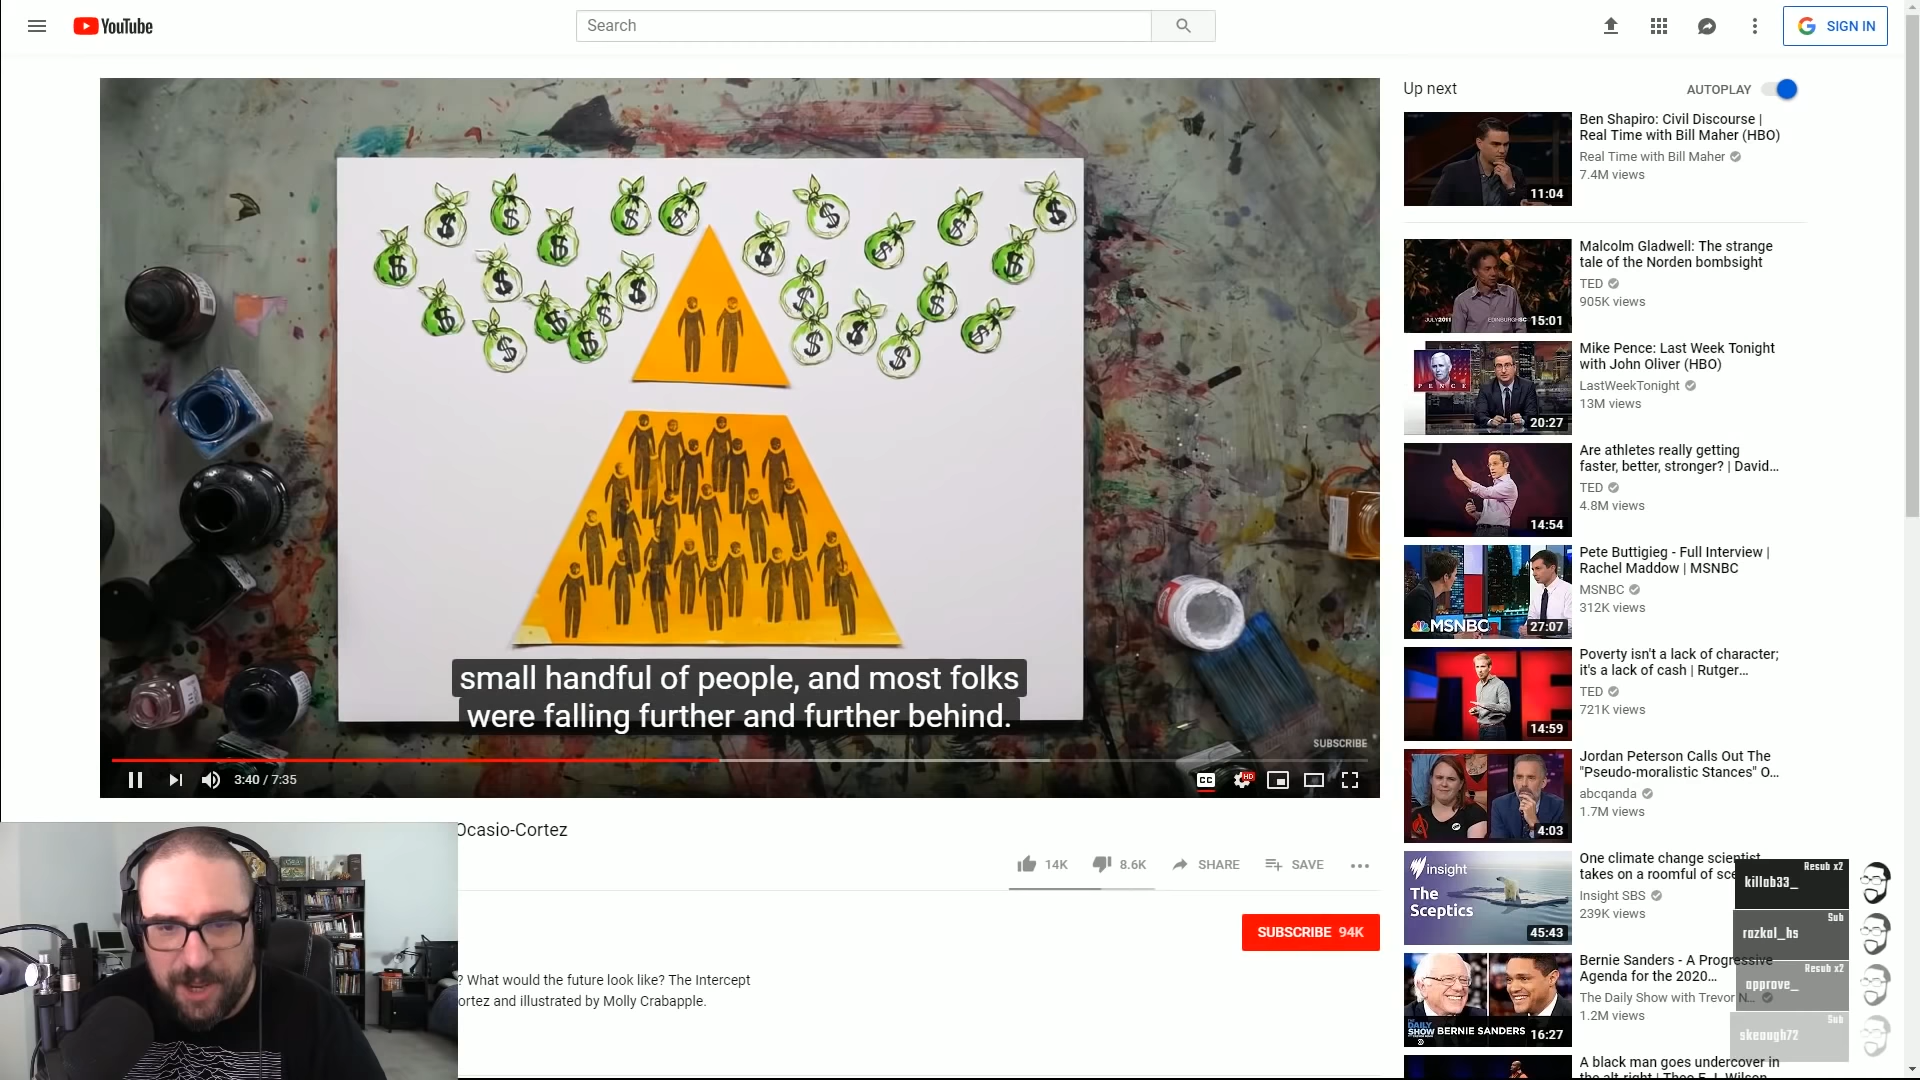 YouTube
Search
SIGN IN
Up next
AUTOPLAY
Ben Shapiro: Civil Discourse |
Real Time with Bill Maher (HBO)
Real Time with Bill Maher
7.4M views
11:04
Malcolm Gladwell: The strange
tale of the Norden bombsight
TED
905K views
JULY2011
15:01
Mike Pence: Last Week Tonight
with John Oliver (HBO)
LastWeekTonight
13M views
PENCE
20:27
Are athletes really getting
faster, better, stronger? | David...
TED
4.8M views
14:54
Pete Buttigieg - Full Interview |
Rachel Maddow | MSNBC
MSNBC
312K views
MSNBC
27:07
Poverty isn't a lack of character;
it's a lack of cash | Rutger...
TED
721K views
14:59
Jordan Peterson Calls Out The
"Pseudo-moralistic Stances" O...
abcqanda
1.7M views
4:03
One climate change scientist
takes on a roomful of sce
Insight SBS
239K views
insight
The
Sceptics
45:43
Bernie Sanders - A Progressive
Agenda for the 2020...
The Daily Show with Trevor N...
1.2M views
THE
DAILY
SHOW
BERNIE SANDERS
16:27
A black man goes undercover in
small handful of people, and most folks
were falling further and further behind.
SUBSCRIBE
3:40 / 7:35
CC
HD
Ocasio-Cortez
14K
8.6K
SHARE
SAVE
SUBSCRIBE 94K
? What would the future look like? The Intercept
ortez and illustrated by Molly Crabapple.
Resub x2
killob33_
Sub
razkal_hs
Resub x2
approve_
Sub
skeough72